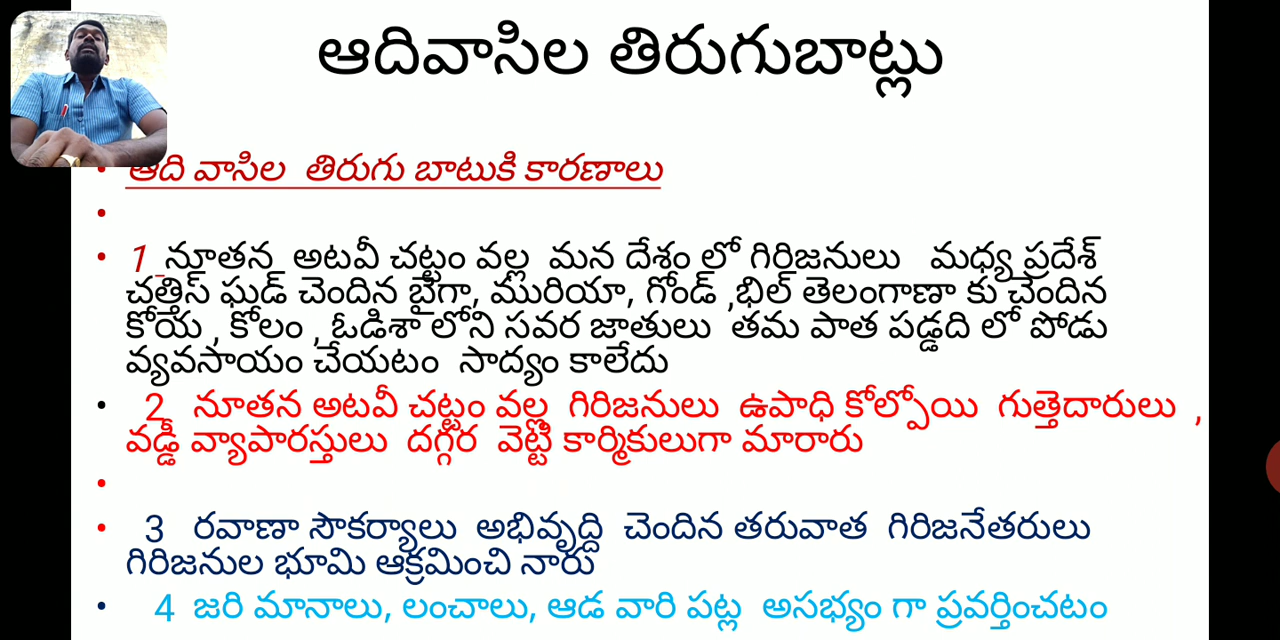 ఆదివాసిల తిరుగుబాట్లు
ఆది వాసిల తిరుగు బాటుకి కారణాలు
1 నూతన అటవీ చట్టం వల్ల మన దేశం లో గిరిజనులు మధ్య ప్రదేశ్
చత్తిస్ ఘడ్ చెందిన బైగా, మురియా, గోండ్ ,భిల్ తెలంగాణా కు చెందిన
కోయ , కోలం , ఓడిశా లోని సవర జాతులు తమ పాత పడ్డది లో పోడు
వ్యవసాయం చేయటం సాద్యం కాలేదు
2 నూతన అటవీ చట్టం వల్ల గిరిజనులు ఉపాధి కోల్పోయి గుత్తెదారులు ,
వడ్డీ వ్యాపారస్తులు దగ్గర వెట్టి కార్మికులుగా మారారు
3 రవాణా సౌకర్యాలు అభివృద్ది చెందిన తరువాత గిరిజనేతరులు
గిరిజనుల భూమి ఆక్రమించి నారు
4 జరి మానాలు, లంచాలు, ఆడ వారి పట్ల అసభ్యం గా ప్రవర్తించటం